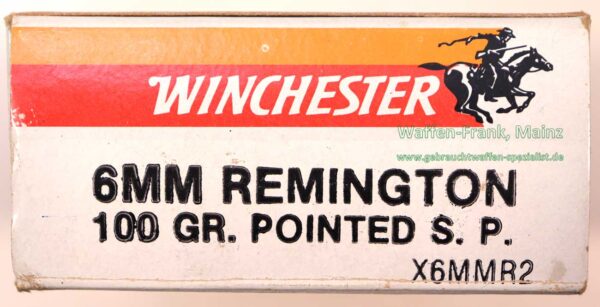 WINCHESTER
Waffen-Frank, Mainz
www.gebrauchtwaffen-spezialist.de
6MM REMINGTON
100 GR. POINTED S. P.
X6MMR2